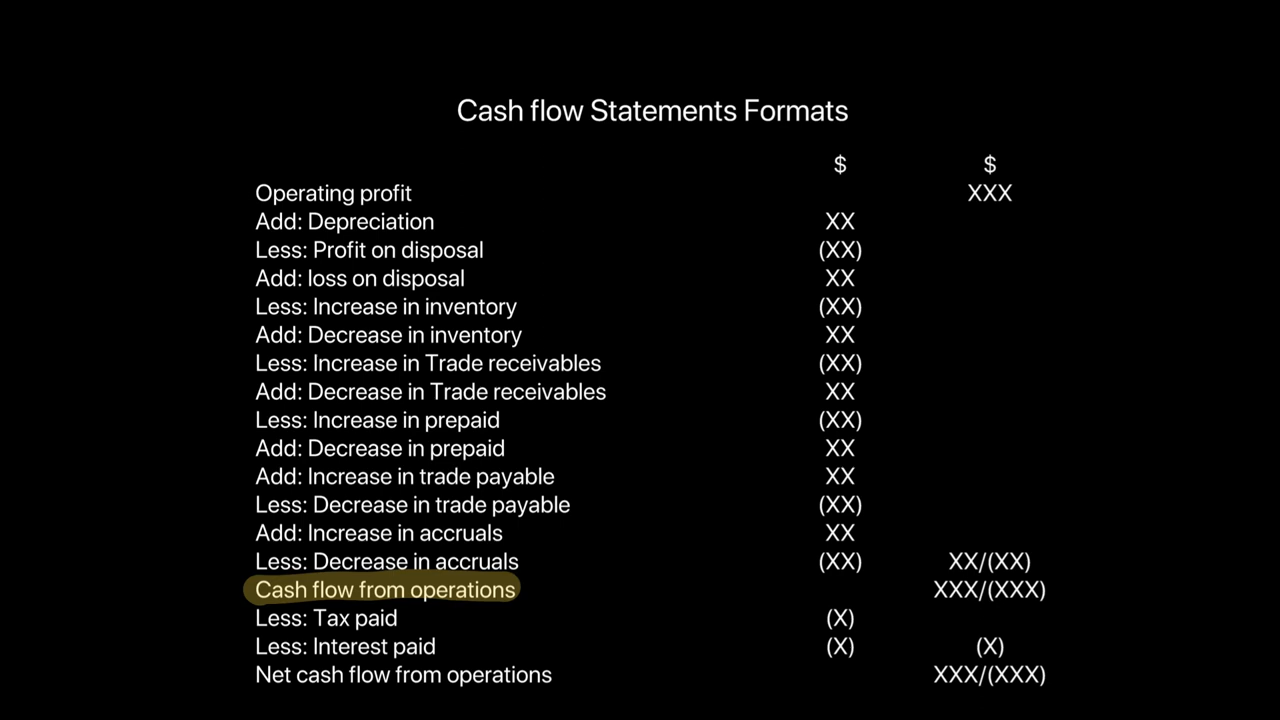 Cash flow Statements Formats
$ $
Operating profit XXX
Add: Depreciation XX
Less: Profit on disposal (XX)
Add: loss on disposal XX
Less: Increase in inventory (XX)
Add: Decrease in inventory XX
Less: Increase in Trade receivables (XX)
Add: Decrease in Trade receivables XX
Less: Increase in prepaid (XX)
Add: Decrease in prepaid XX
Add: Increase in trade payable XX
Less: Decrease in trade payable (XX)
Add: Increase in accruals XX
Less: Decrease in accruals (XX) XX/(XX)
Cash flow from operations XXX/(XXX)
Less: Tax paid (X)
Less: Interest paid (X) (X)
Net cash flow from operations XXX/(XXX)